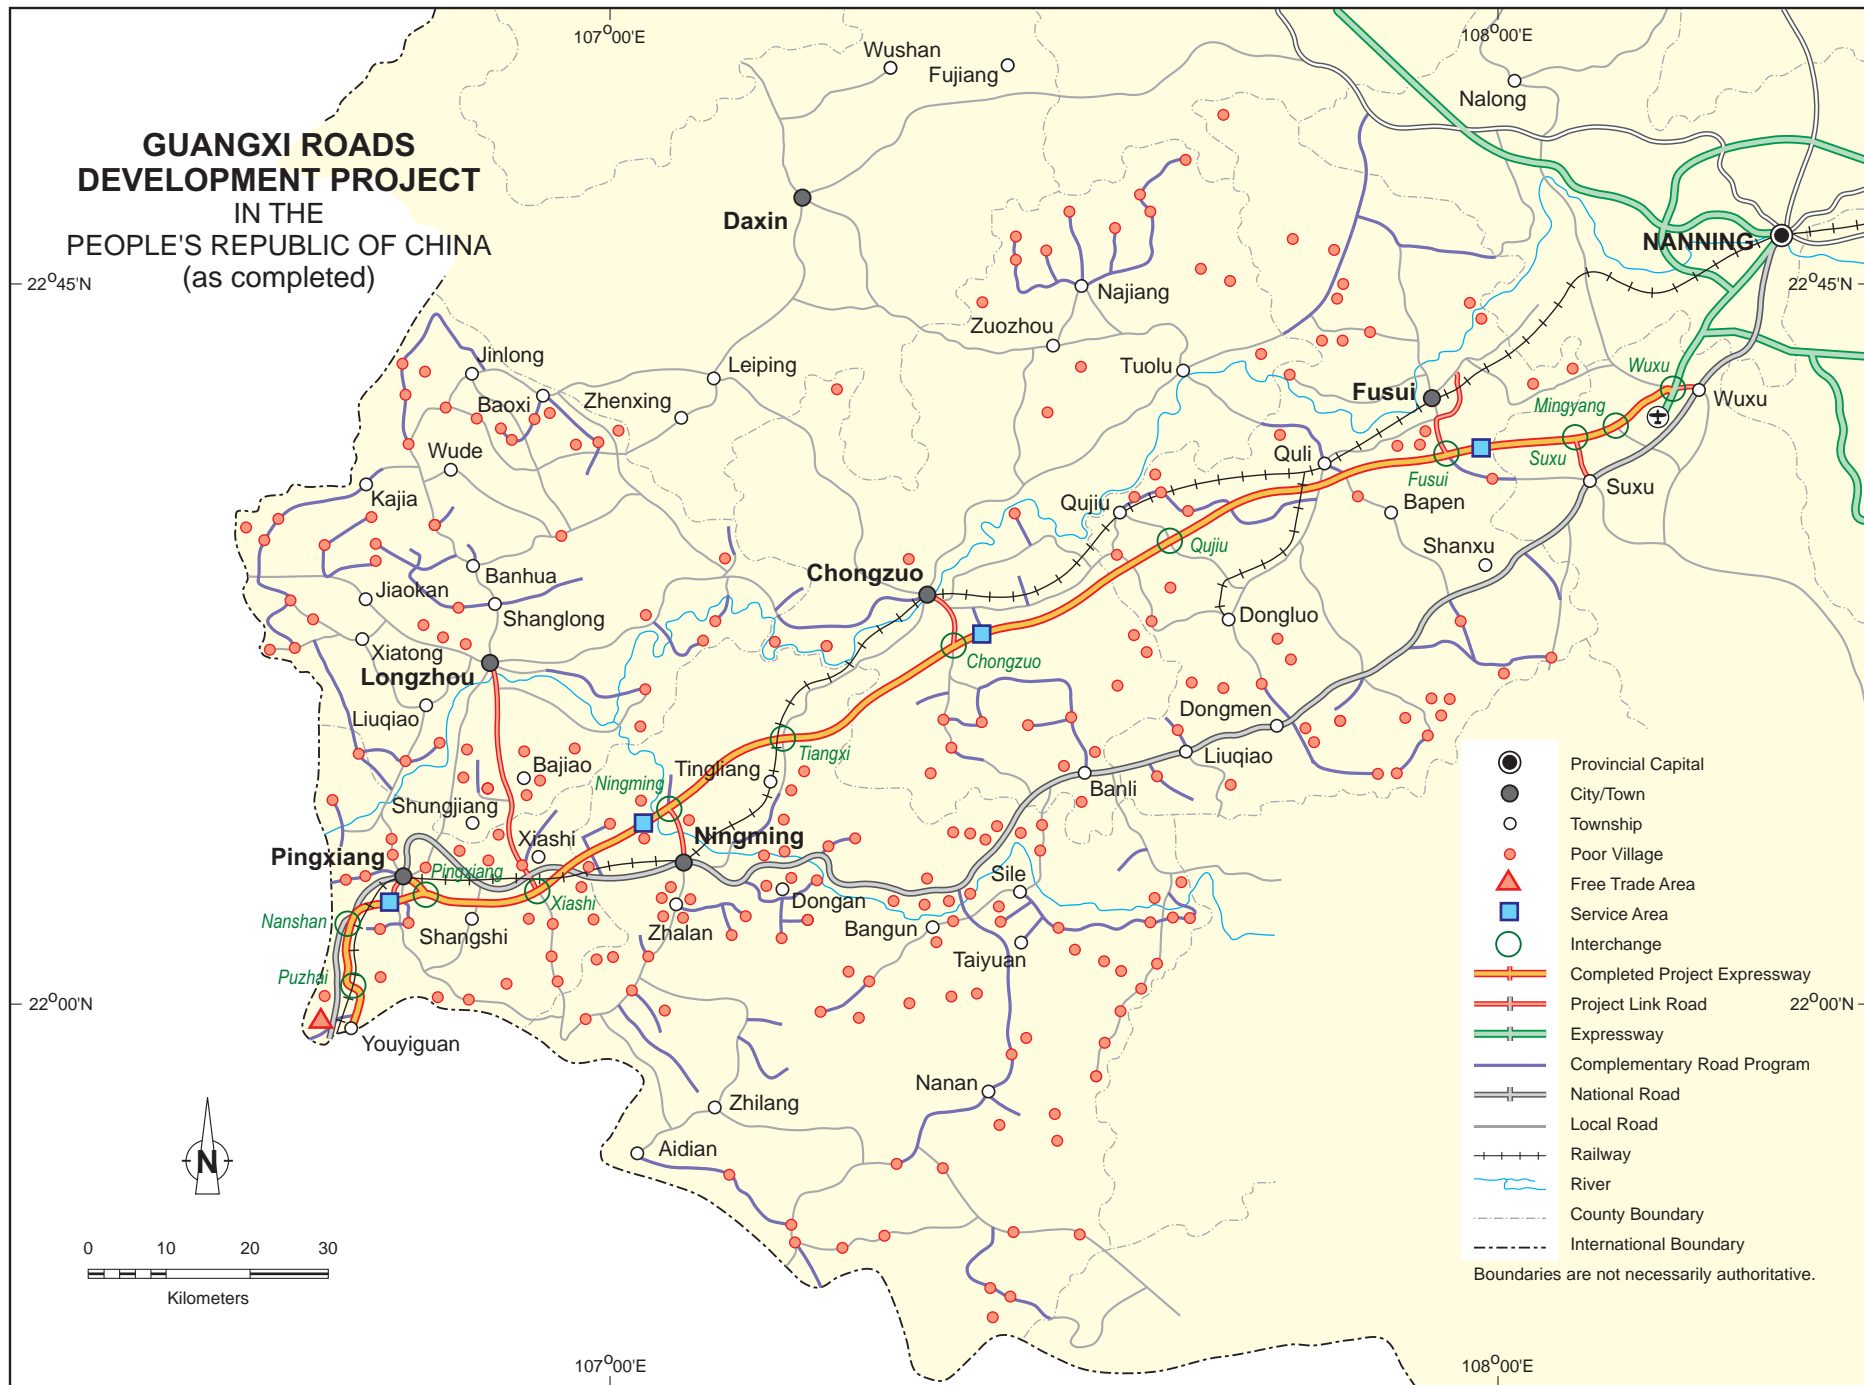 107°00'E
108°00'E
Wushan
Fujiang
Nalong
GUANGXI ROADS
DEVELOPMENT PROJECT
IN THE
PEOPLE'S REPUBLIC OF CHINA
(as completed)
Daxin
NANNING
22°45'N
22°45'N
Najiang
Zuozhou
Jinlong
Leiping
Tuolu
Wuxu
Baoxi
Zhenxing
Fusui
Mingyang
Wuxu
Wude
Quli
Fusui
Suxu
Suxu
Kajia
Qujiu
Bapen
Qujiu
Shanxu
Banhua
Chongzuo
Jiaokan
Shanglong
Dongluo
Xiatong
Chongzuo
Longzhou
Liuqiao
Dongmen
Tiangxi
Liuqiao
Bajiao
Tingliang
Ningming
Banli
Shungjiang
Xiashi
Ningming
Pingxiang
Pingxiang
Sile
Xiashi
Dongan
Nanshan
Shangshi
Zhalan
Bangun
Taiyuan
Puzhai
22°00'N
22°00'N
Youyiguan
Nanan
Zhilang
Aidian
N
0 10 20 30
Kilometers
Provincial Capital
City/Town
Township
Poor Village
Free Trade Area
Service Area
Interchange
Completed Project Expressway
Project Link Road
Expressway
Complementary Road Program
National Road
Local Road
Railway
River
County Boundary
International Boundary
Boundaries are not necessarily authoritative.
107°00'E
108°00'E